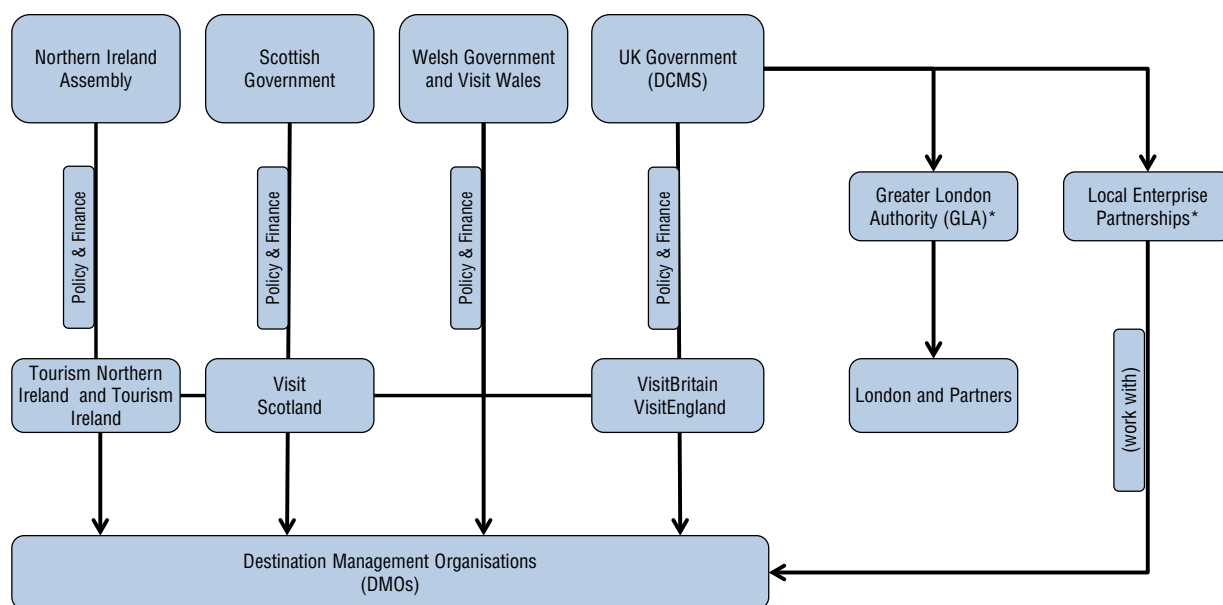 Northern Ireland
Assembly
Scottish
Government
Welsh Government
and Visit Wales
UK Government
(DCMS)
Policy & Finance
Policy & Finance
Policy & Finance
Policy & Finance
Greater London
Authority (GLA)*
Local Enterprise
Partnerships*
Tourism Northern
Ireland and Tourism
Ireland
Visit
Scotland
VisitBritain
VisitEngland
London and Partners
(work with)
Destination Management Organisations
(DMOs)